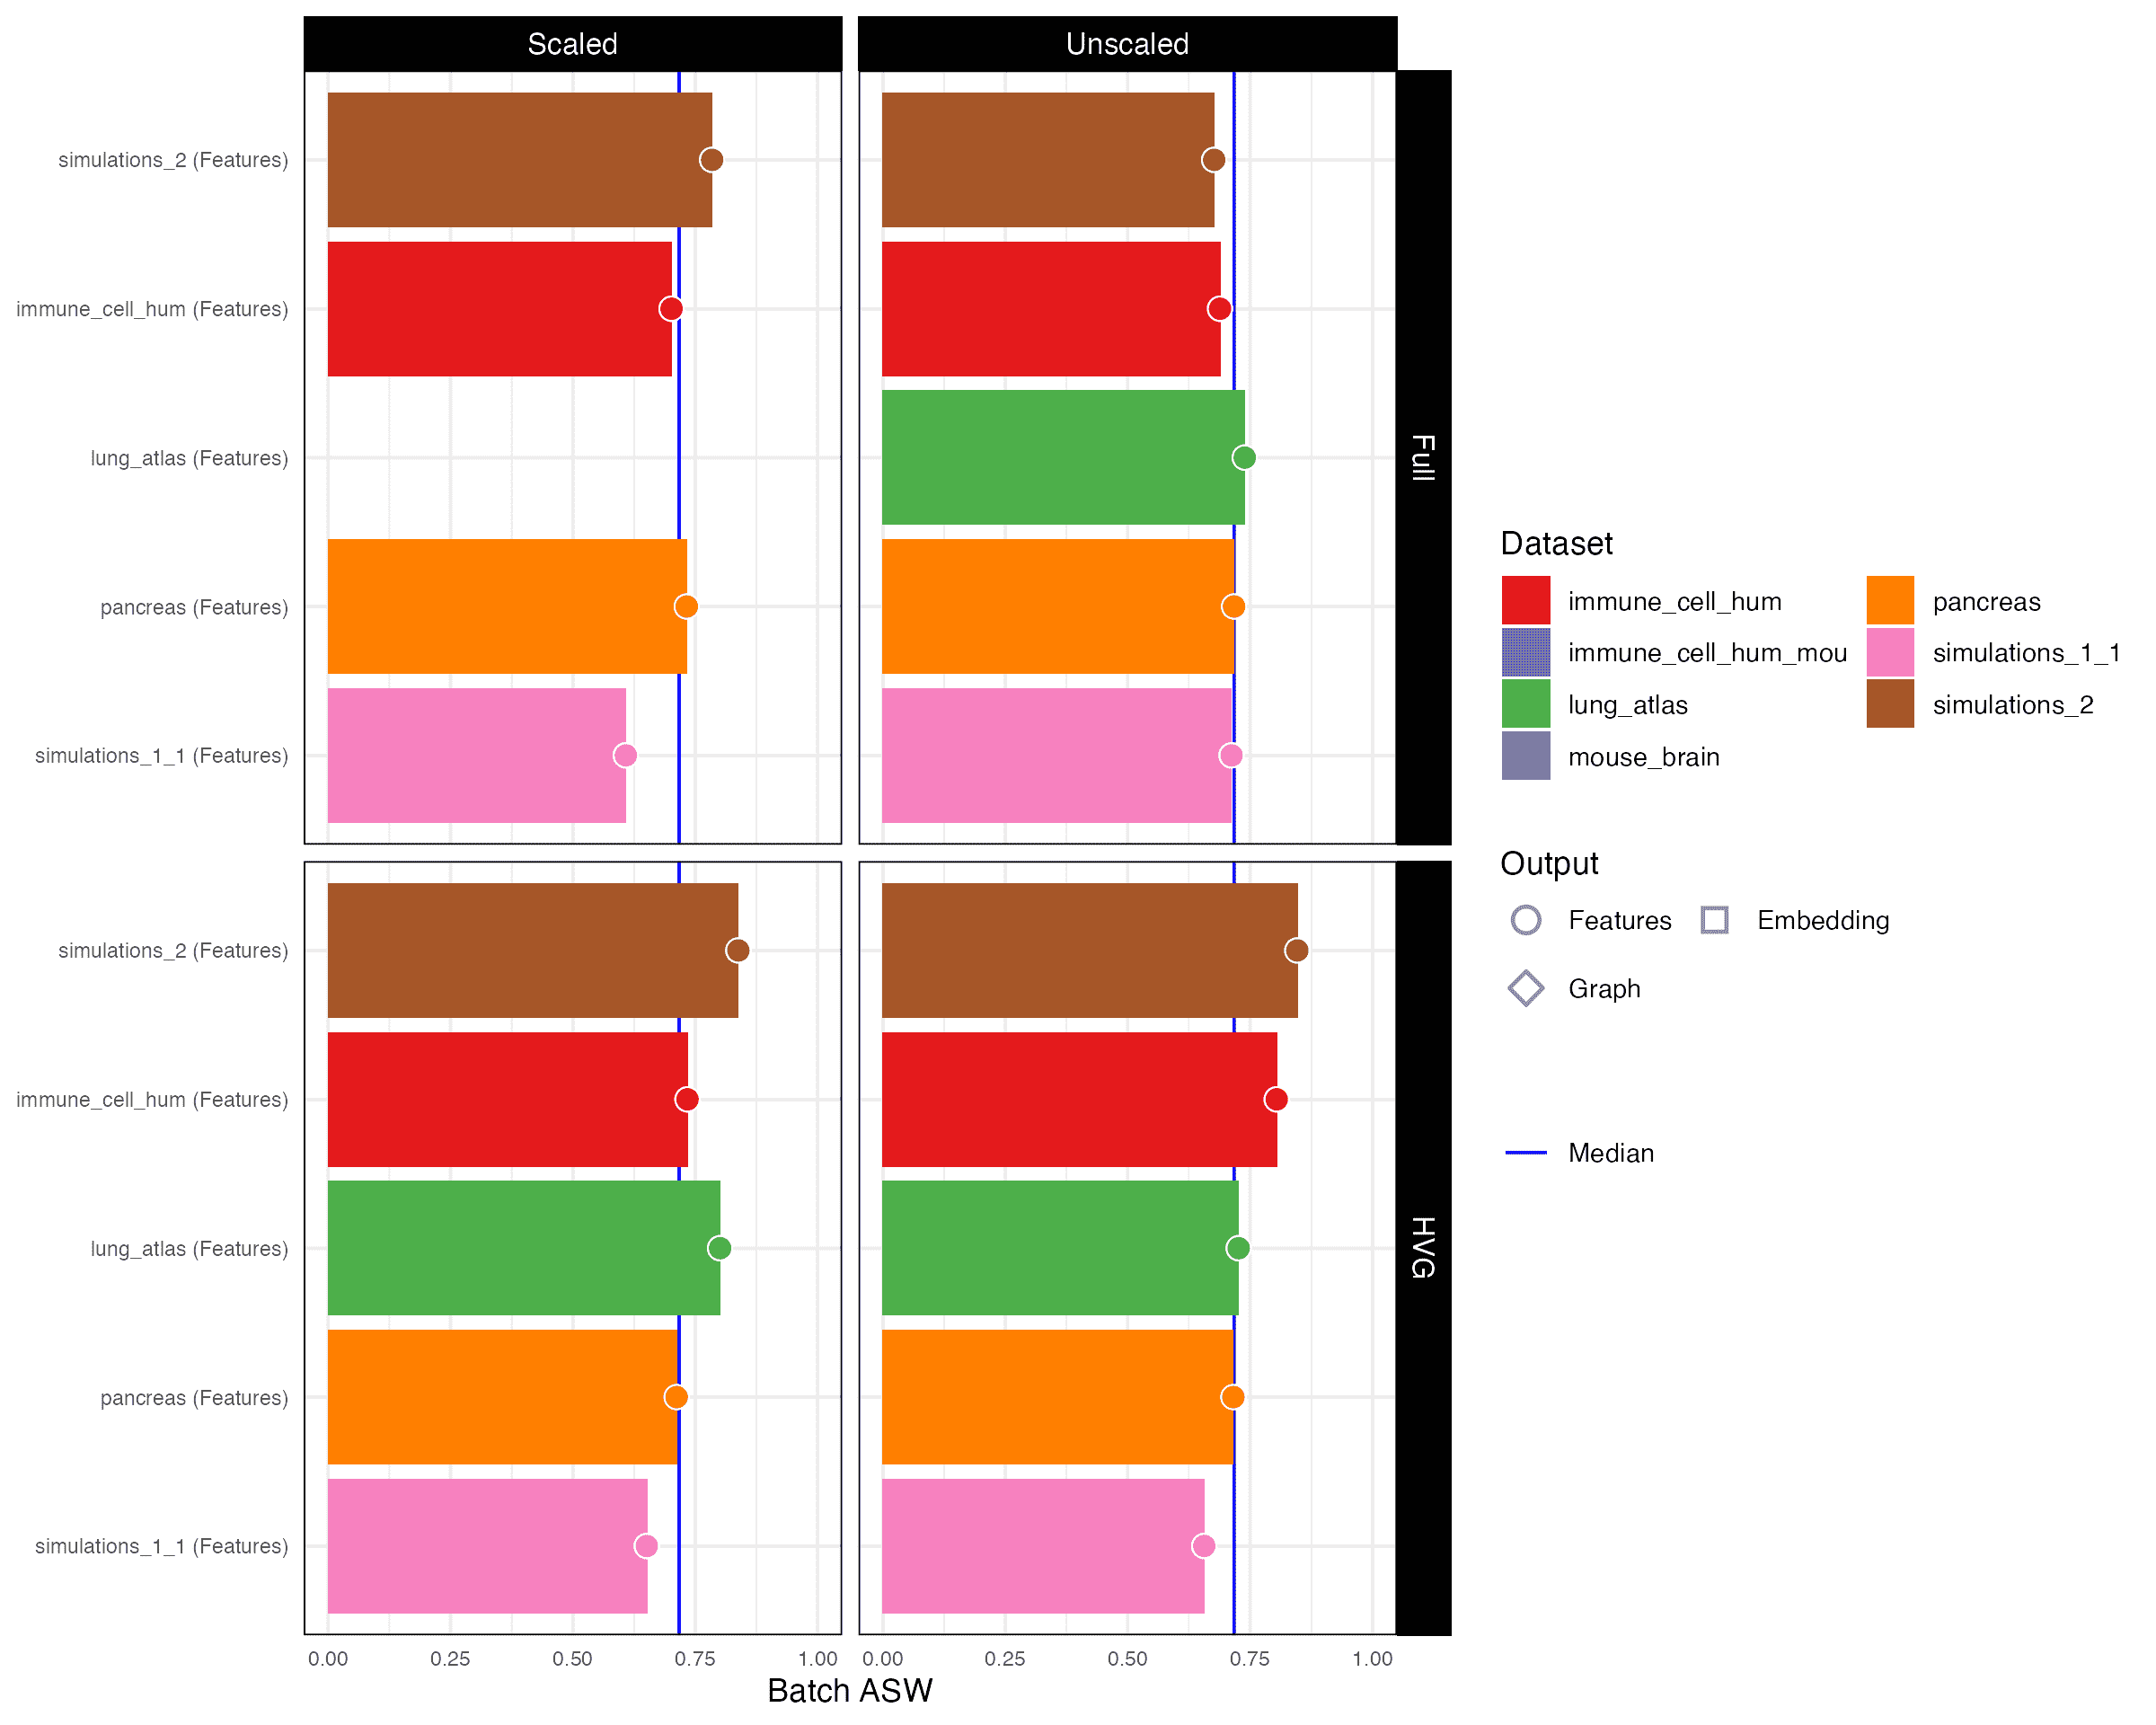 Scaled
Unscaled
simulations_2 (Features)
immune_cell_hum (Features)
lung_atlas (Features)
pancreas (Features)
simulations_1_1 (Features)
Full
simulations_2 (Features)
immune_cell_hum (Features)
lung_atlas (Features)
pancreas (Features)
simulations_1_1 (Features)
HVG
0.00 0.25 0.50 0.75 1.00
0.00 0.25 0.50 0.75 1.00
Batch ASW
Dataset
immune_cell_hum
immune_cell_hum_mou
lung_atlas
mouse_brain
pancreas
simulations_1_1
simulations_2
Output
Features
Embedding
Graph
Median